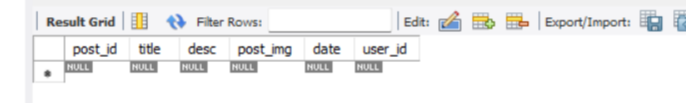 Result Grid Filter Rows: Edit: Export/Import:
post_id title desc post_img date user_id
* NULL NULL NULL NULL NULL NULL